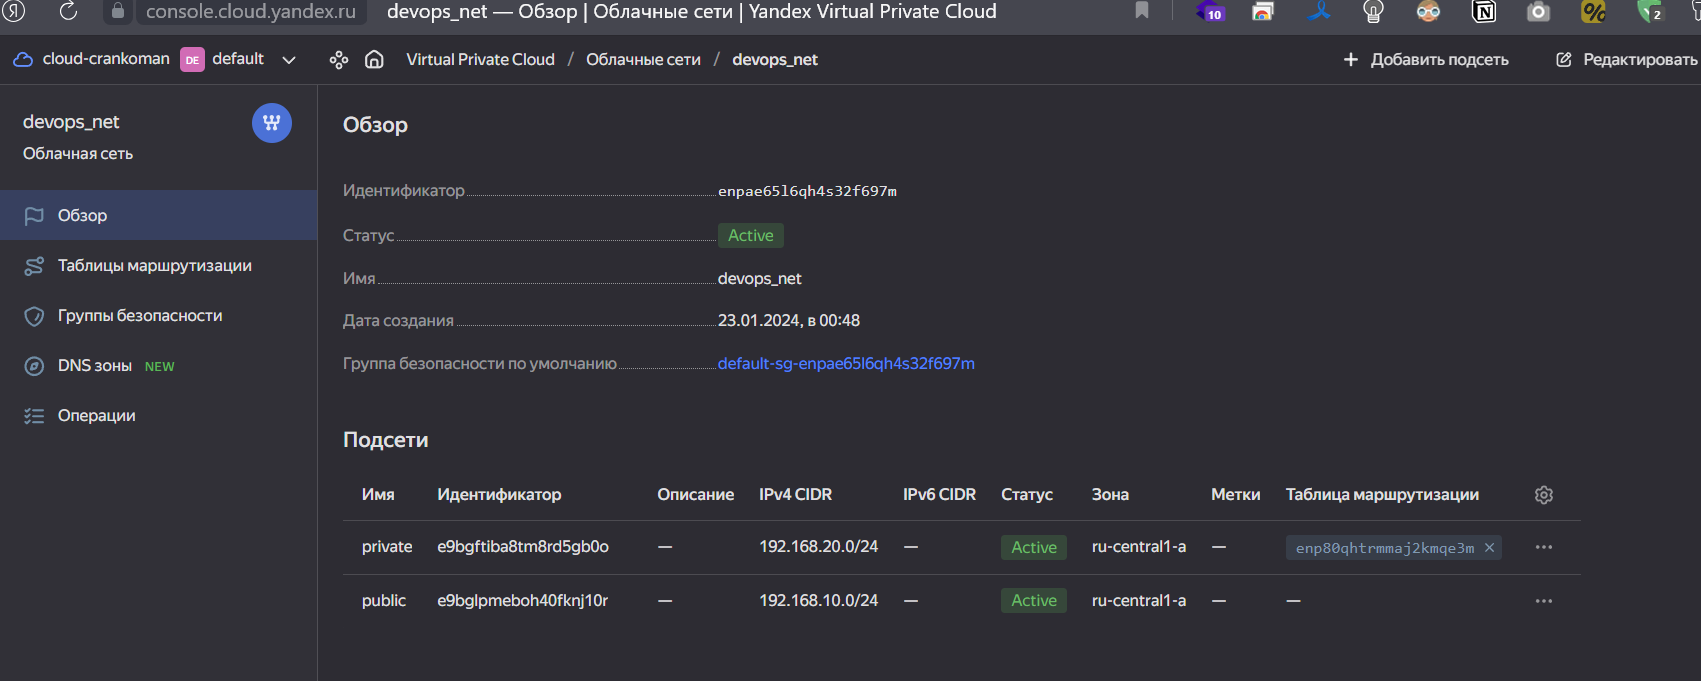 console.cloud.yandex.ru devops_net — Обзор | Облачные сети | Yandex Virtual Private Cloud 10 2
cloud-crankoman DE default Virtual Private Cloud / Облачные сети / devops_net + Добавить подсеть Редактировать
devops_net
Облачная сеть
Обзор
Таблицы маршрутизации
Группы безопасности
DNS зоны NEW
Операции
Обзор
Идентификатор enpae65l6qh4s32f697m
Статус Active
Имя devops_net
Дата создания 23.01.2024, в 00:48
Группа безопасности по умолчанию default-sg-enpae65l6qh4s32f697m
Подсети
Имя Идентификатор Описание IPv4 CIDR IPv6 CIDR Статус Зона Метки Таблица маршрутизации
private e9bgftiba8tm8rd5gb0o — 192.168.20.0/24 — Active ru-central1-a — enp80qhtrmmaj2kmqe3m ×
public e9bglpmeboh40fknj10r — 192.168.10.0/24 — Active ru-central1-a — —